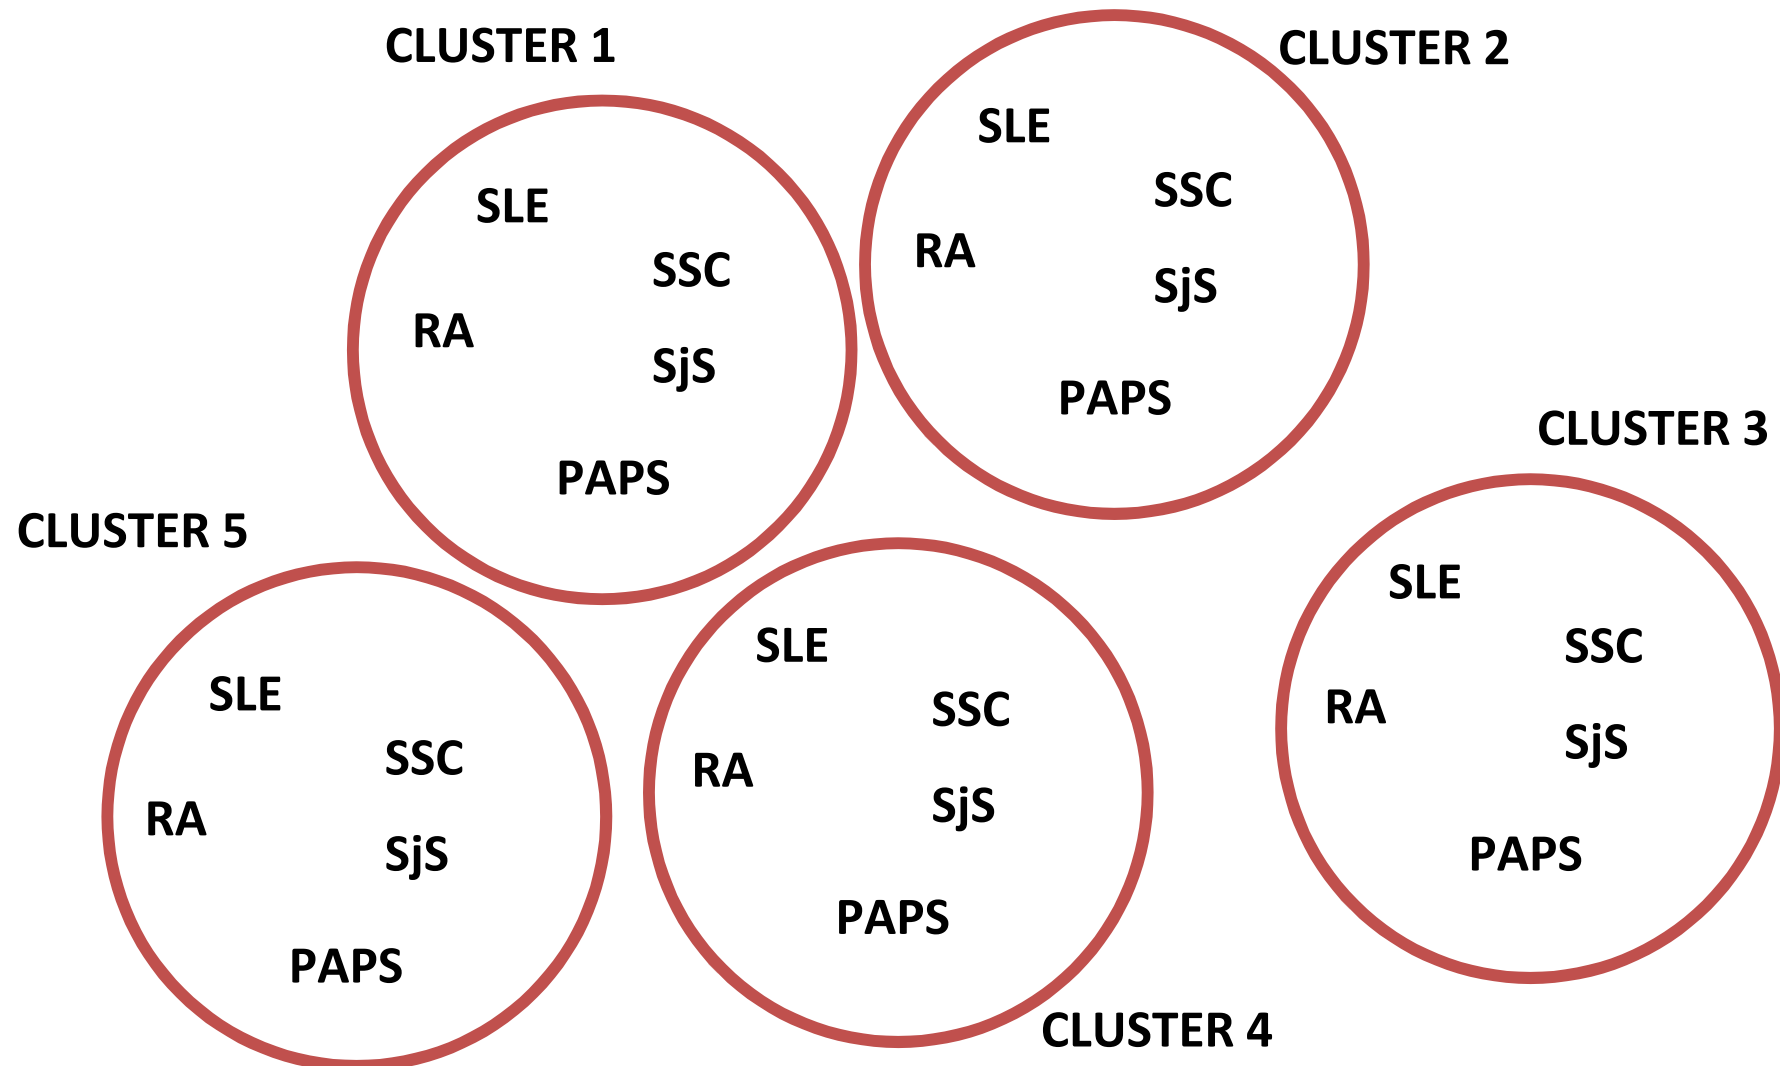 CLUSTER 1
SLE
SSC
RA
SjS
PAPS
CLUSTER 2
SLE
SSC
RA
SjS
PAPS
CLUSTER 3
SLE
SSC
RA
SjS
PAPS
CLUSTER 5
SLE
SSC
RA
SjS
PAPS
SLE
SSC
RA
SjS
PAPS
CLUSTER 4